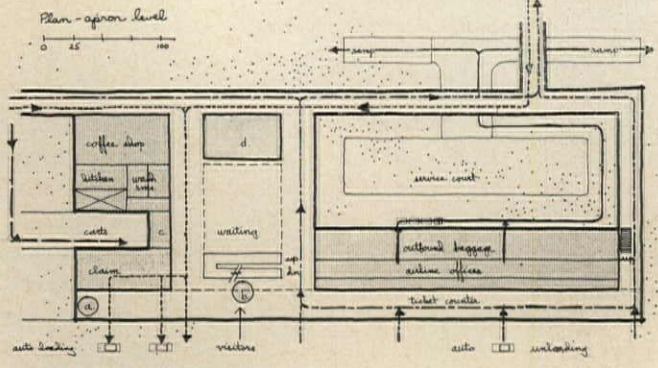 Plan - apron level
0 25 100
ramp
ramp
coffee shop
d.
kitchen
wash
service court
carts
c.
waiting
outbound baggage
claim
up
dn
airline offices
up
a
b
ticket counter
auto loading
visitors
auto
unloading